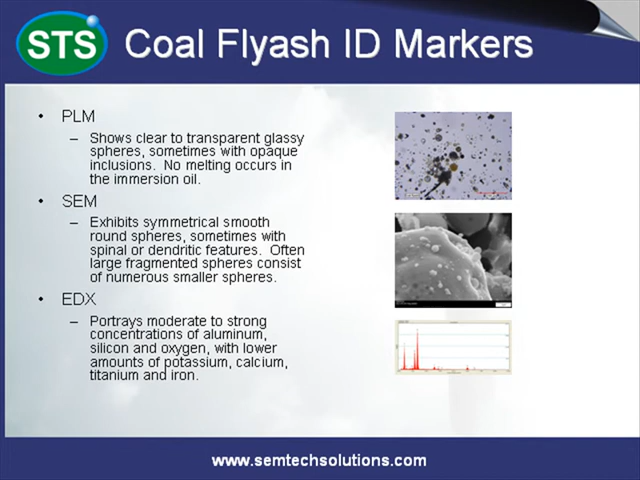 STS
Coal Flyash ID Markers
• PLM
– Shows clear to transparent glassy
spheres, sometimes with opaque
inclusions. No melting occurs in
the immersion oil.
• SEM
– Exhibits symmetrical smooth
round spheres, sometimes with
spinal or dendritic features. Often
large fragmented spheres consist
of numerous smaller spheres.
• EDX
– Portrays moderate to strong
concentrations of aluminum,
silicon and oxygen, with lower
amounts of potassium, calcium,
titanium and iron.
www.semtechsolutions.com